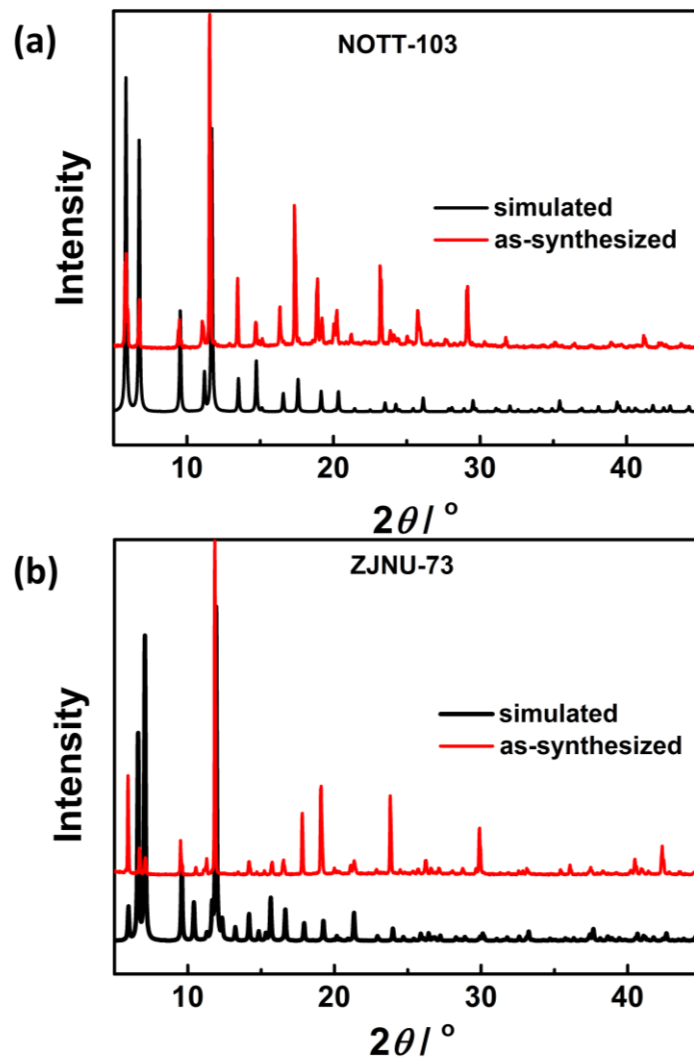 (a)
NOTT-103
Intensity
simulated
as-synthesized
10 20 30 40
2θ / °
(b)
ZJNU-73
Intensity
simulated
as-synthesized
10 20 30 40
2θ / °